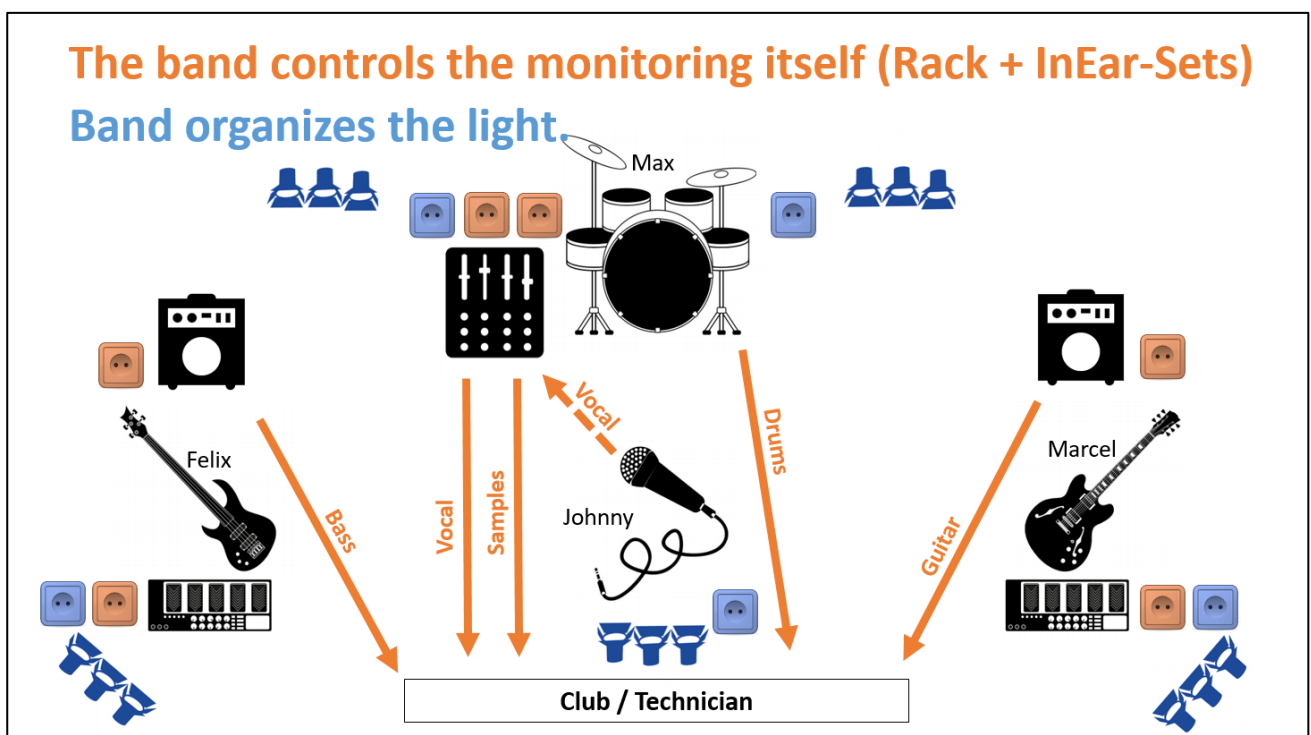 The band controls the monitoring itself (Rack + InEar-Sets)
Band organizes the light.
Max
Felix
Bass
Vocal
Samples
Vocal
Johnny
Drums
Marcel
Guitar
Club / Technician